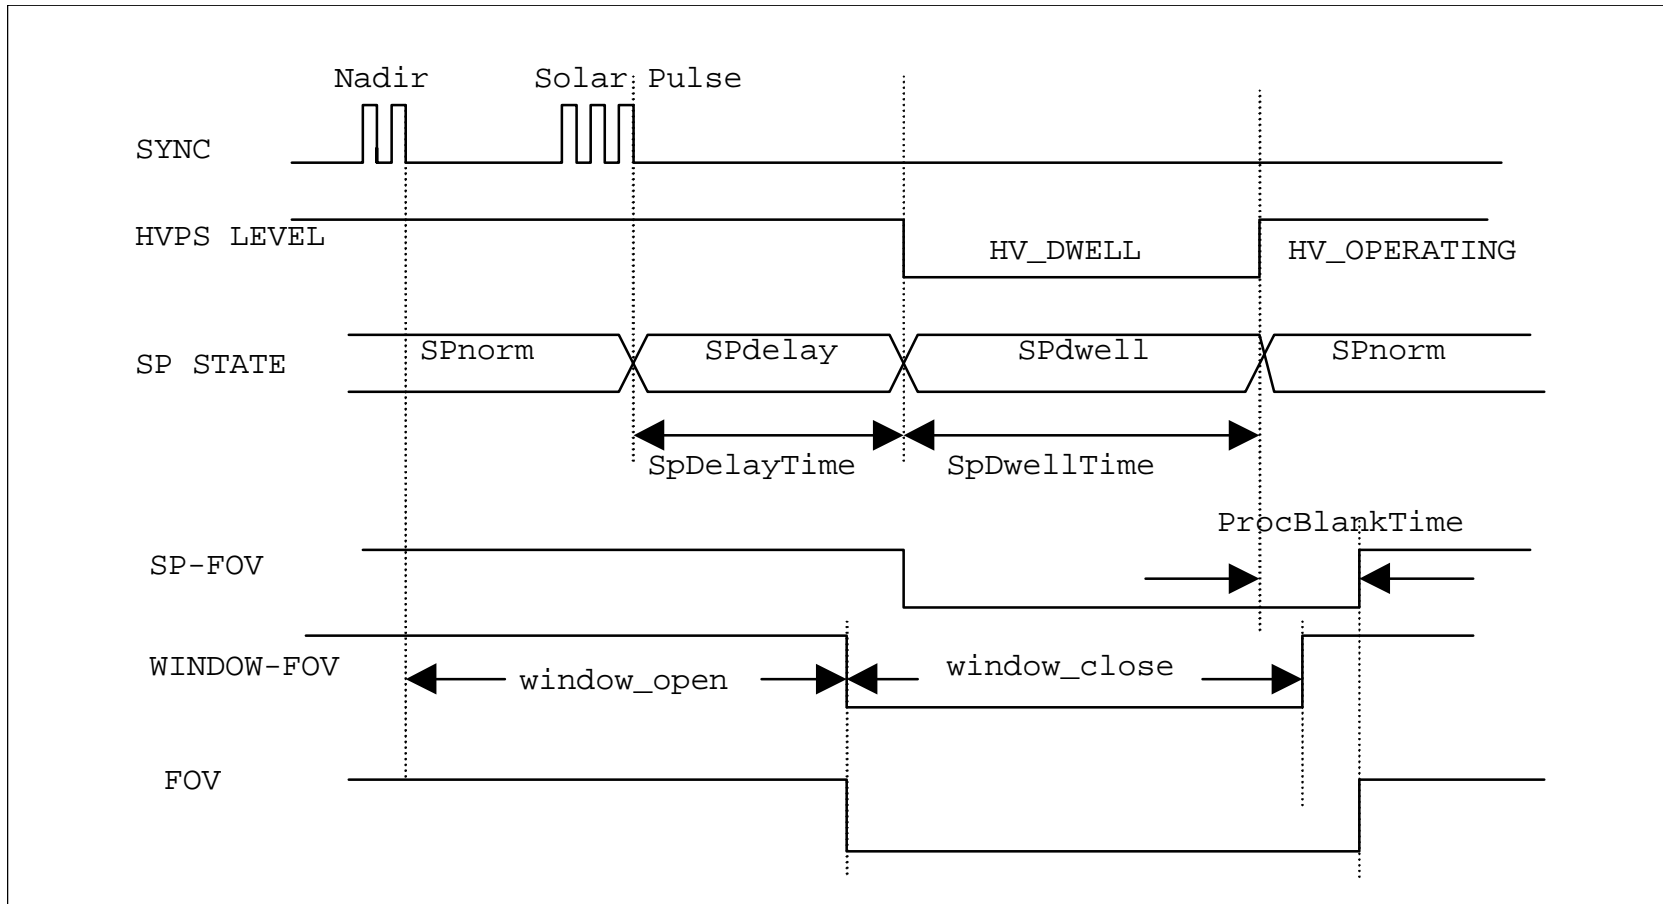 Nadir
Solar Pulse
SYNC
HVPS LEVEL
HV_DWELL
HV_OPERATING
SP STATE
SPnorm
SPdelay
SPdwell
SPnorm
SpDelayTime
SpDwellTime
ProcBlankTime
SP-FOV
WINDOW-FOV
window_open
window_close
FOV